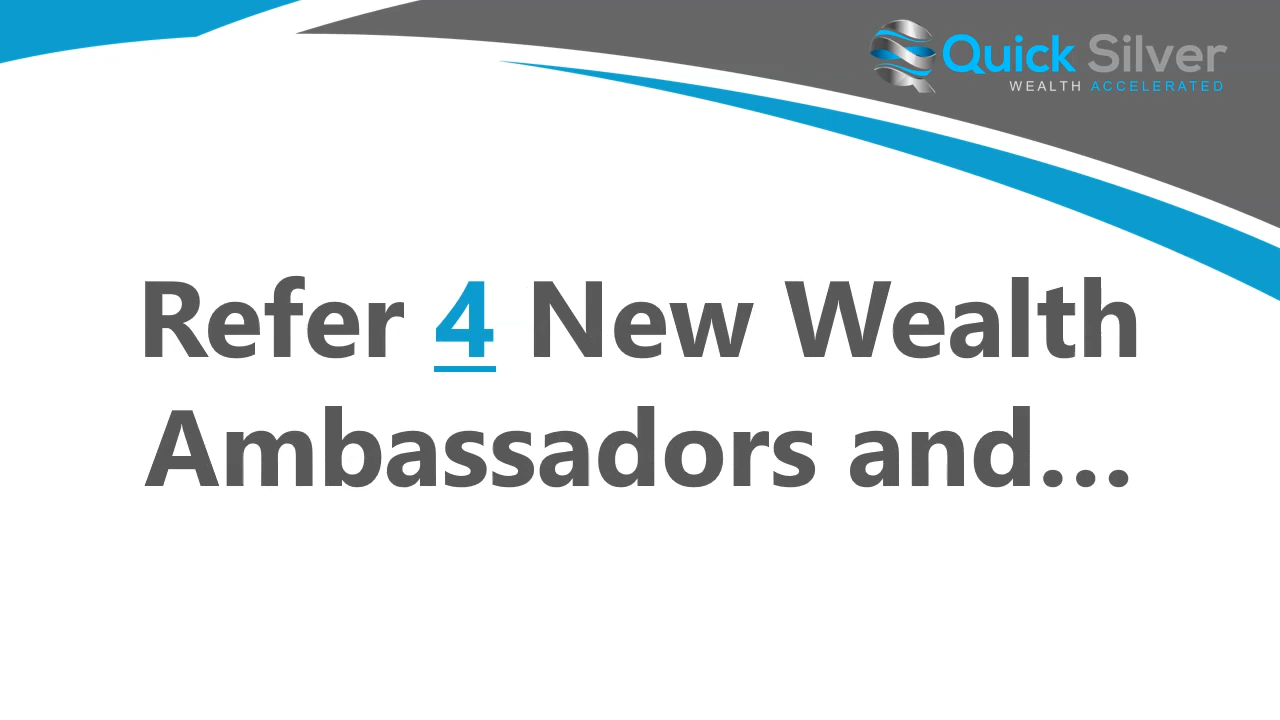 Quick Silver
WEALTH ACCELERATED
Refer 4 New Wealth
Ambassadors and...